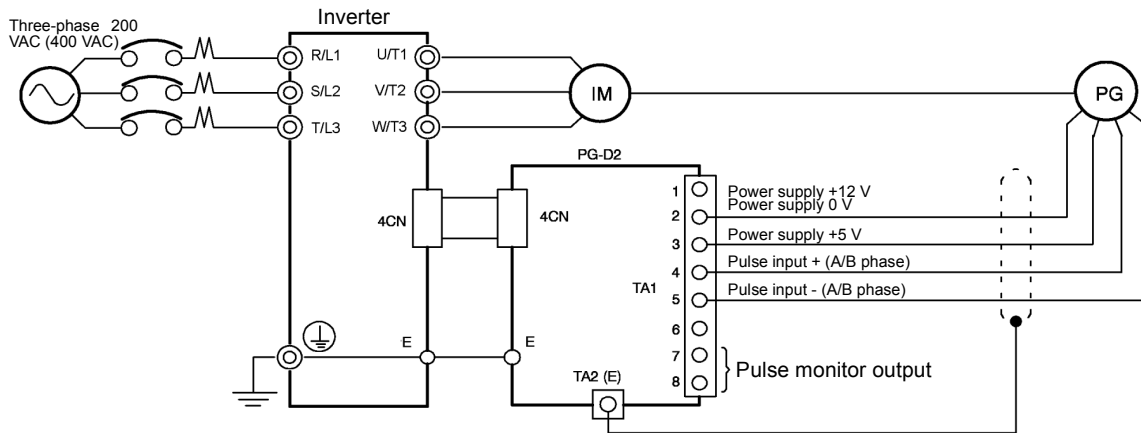 Three-phase 200
VAC (400 VAC)
Inverter
R/L1
U/T1
S/L2
V/T2
IM
PG
T/L3
W/T3
PG-D2
1
Power supply +12 V
4CN
4CN
2
Power supply 0 V
3
Power supply +5 V
4
Pulse input + (A/B phase)
TA1
5
Pulse input - (A/B phase)
6
E
E
7
Pulse monitor output
8
TA2 (E)